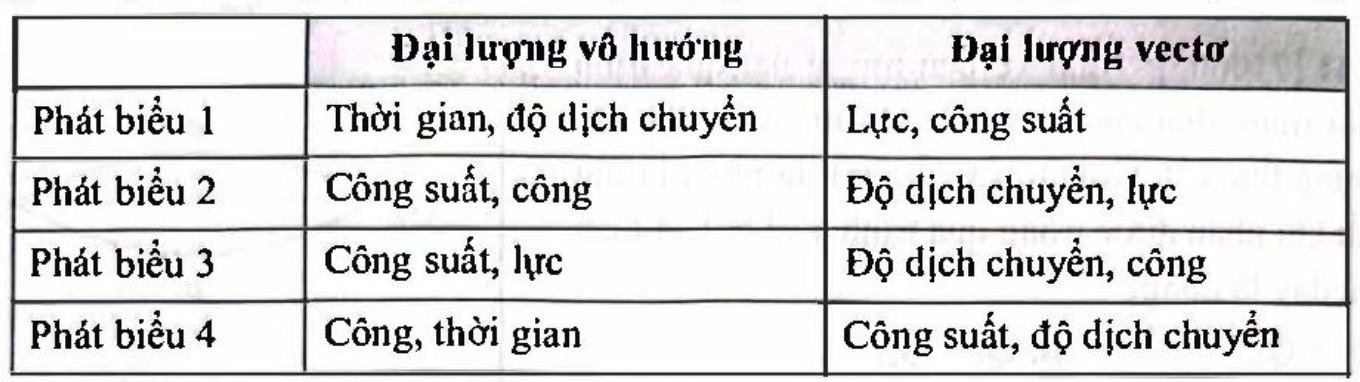 Đại lượng vô hướng Đại lượng vectơ
Phát biểu 1 Thời gian, độ dịch chuyển Lực, công suất
Phát biểu 2 Công suất, công Độ dịch chuyển, lực
Phát biểu 3 Công suất, lực Độ dịch chuyển, công
Phát biểu 4 Công, thời gian Công suất, độ dịch chuyển